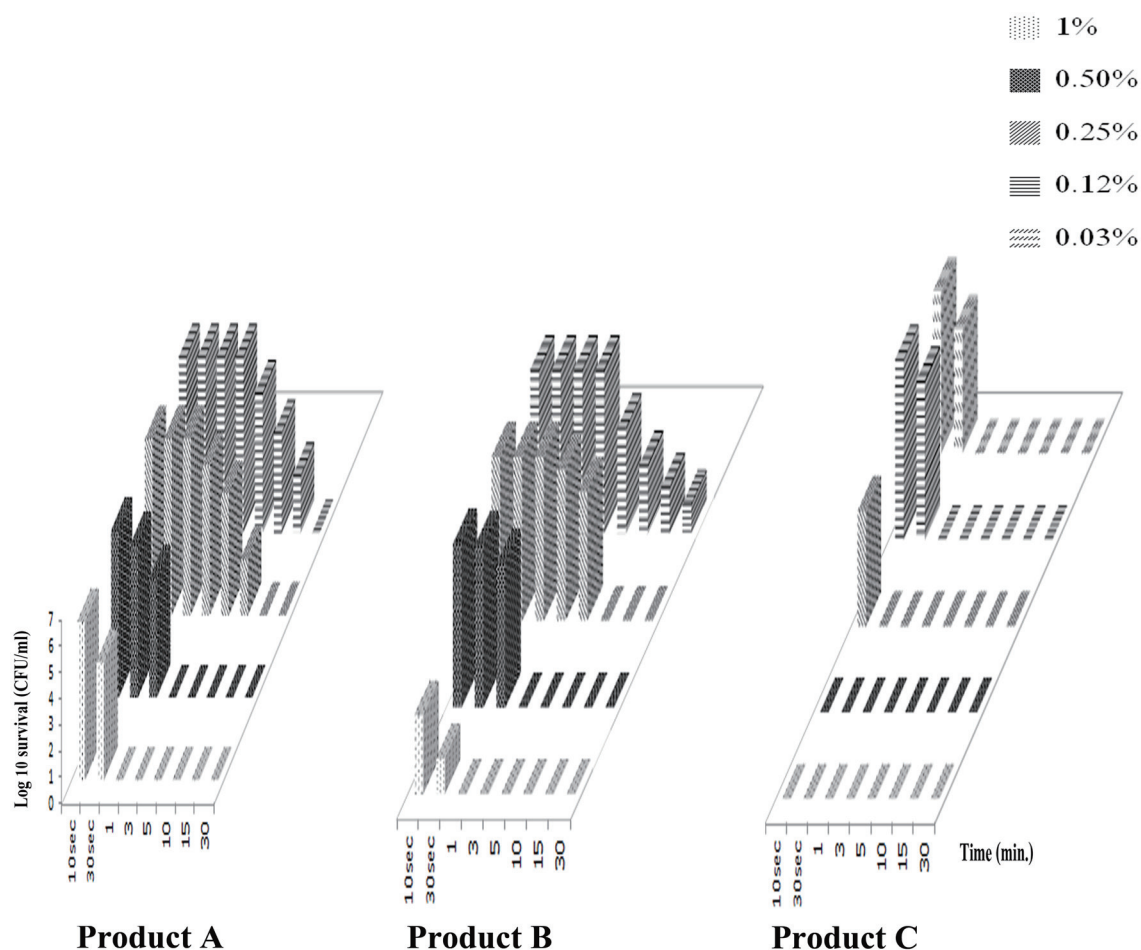 1%
0.50%
0.25%
0.12%
0.03%
Log 10 survival (CFU/ml)
7
6
5
4
3
2
1
0
10sec
30sec
1
3
5
10
15
30
10sec
30sec
1
3
5
10
15
30
10sec
30sec
1
3
5
10
15
30
Time (min.)
Product A
Product B
Product C